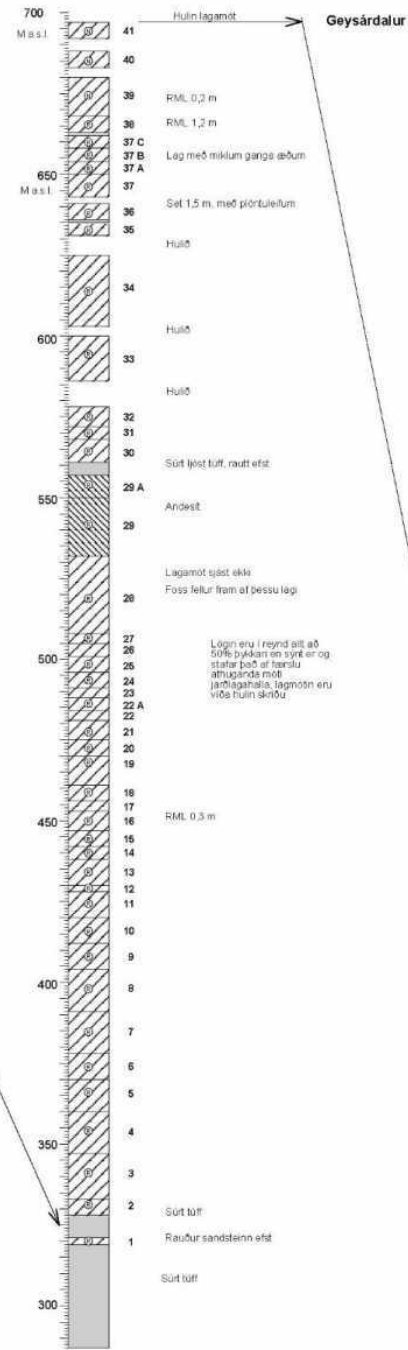 700 Hulin lagamót Geysárdalur
M a.s.l. 41
40
39 RML 0,2 m
38 RML 1,2 m
37 C
37 B Lag með miklum ganga æðum
37 A
650
M a.s.l. 37
36 Set 1,5 m, með plöntuleifum
35
Hulið
34
Hulið
600
33
Hulið
32
31
30
Súrt ljóst túff, rautt efst
29 A
550
Andesít
29
Lagamót sjást ekki
28 Foss fellur fram af þessu lagi
27
26
25
500
24
23
22 A
22
Lögin eru í reynd allt að
50% þykkari en sýnt er og
stafar það af færslu
athuganda móti
jarðlagahalla, lagmótin eru
víða hulin skriðu
21
20
19
18
17
450 16 RML 0,3 m
15
14
13
12
11
10
9
400 8
7
6
5
4
350
3
2
Súrt túff
1 Rauður sandsteinn efst
Súrt túff
300